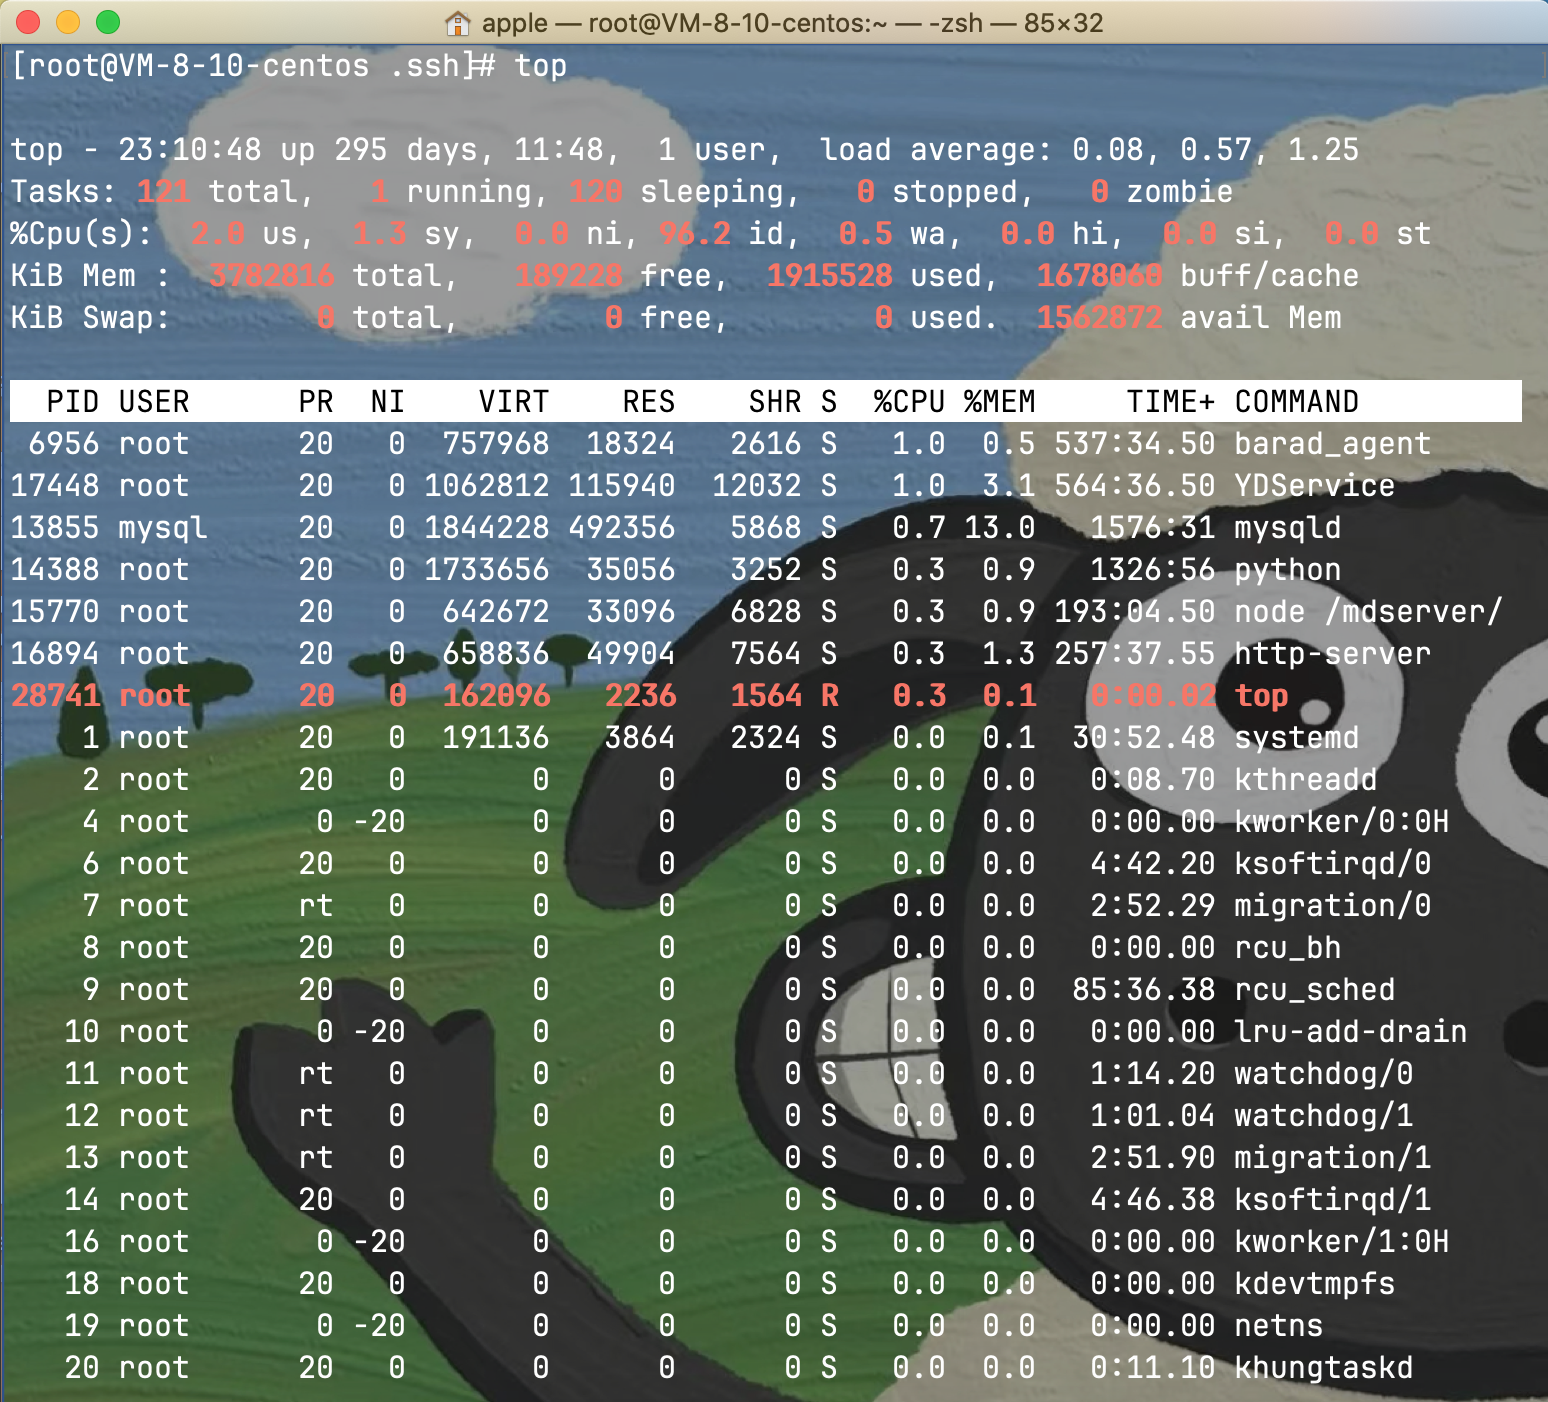 apple — root@VM-8-10-centos:~ — -zsh — 85×32
[root@VM-8-10-centos .ssh]# top
top - 23:10:48 up 295 days, 11:48,  1 user,  load average: 0.08, 0.57, 1.25
Tasks: 121 total,   1 running, 120 sleeping,   0 stopped,   0 zombie
%Cpu(s):  2.0 us,  1.3 sy,  0.0 ni, 96.2 id,  0.5 wa,  0.0 hi,  0.0 si,  0.0 st
KiB Mem :  3782816 total,   189228 free,  1915528 used,  1678060 buff/cache
KiB Swap:        0 total,        0 free,        0 used.  1562872 avail Mem
  PID USER      PR  NI    VIRT    RES    SHR S  %CPU %MEM     TIME+ COMMAND
 6956 root      20   0  757968  18324   2616 S   1.0  0.5 537:34.50 barad_agent
17448 root      20   0 1062812 115940  12032 S   1.0  3.1 564:36.50 YDService
13855 mysql     20   0 1844228 492356   5868 S   0.7 13.0   1576:31 mysqld
14388 root      20   0 1733656  35056   3252 S   0.3  0.9   1326:56 python
15770 root      20   0  642672  33096   6828 S   0.3  0.9 193:04.50 node /mdserver/
16894 root      20   0  658836  49904   7564 S   0.3  1.3 257:37.55 http-server
28741 root      20   0  162096   2236   1564 R   0.3  0.1   0:00.02 top
    1 root      20   0  191136   3864   2324 S   0.0  0.1  30:52.48 systemd
    2 root      20   0       0      0      0 S   0.0  0.0   0:08.70 kthreadd
    4 root       0 -20       0      0      0 S   0.0  0.0   0:00.00 kworker/0:0H
    6 root      20   0       0      0      0 S   0.0  0.0   4:42.20 ksoftirqd/0
    7 root      rt   0       0      0      0 S   0.0  0.0   2:52.29 migration/0
    8 root      20   0       0      0      0 S   0.0  0.0   0:00.00 rcu_bh
    9 root      20   0       0      0      0 S   0.0  0.0  85:36.38 rcu_sched
   10 root       0 -20       0      0      0 S   0.0  0.0   0:00.00 lru-add-drain
   11 root      rt   0       0      0      0 S   0.0  0.0   1:14.20 watchdog/0
   12 root      rt   0       0      0      0 S   0.0  0.0   1:01.04 watchdog/1
   13 root      rt   0       0      0      0 S   0.0  0.0   2:51.90 migration/1
   14 root      20   0       0      0      0 S   0.0  0.0   4:46.38 ksoftirqd/1
   16 root       0 -20       0      0      0 S   0.0  0.0   0:00.00 kworker/1:0H
   18 root      20   0       0      0      0 S   0.0  0.0   0:00.00 kdevtmpfs
   19 root       0 -20       0      0      0 S   0.0  0.0   0:00.00 netns
   20 root      20   0       0      0      0 S   0.0  0.0   0:11.10 khungtaskd